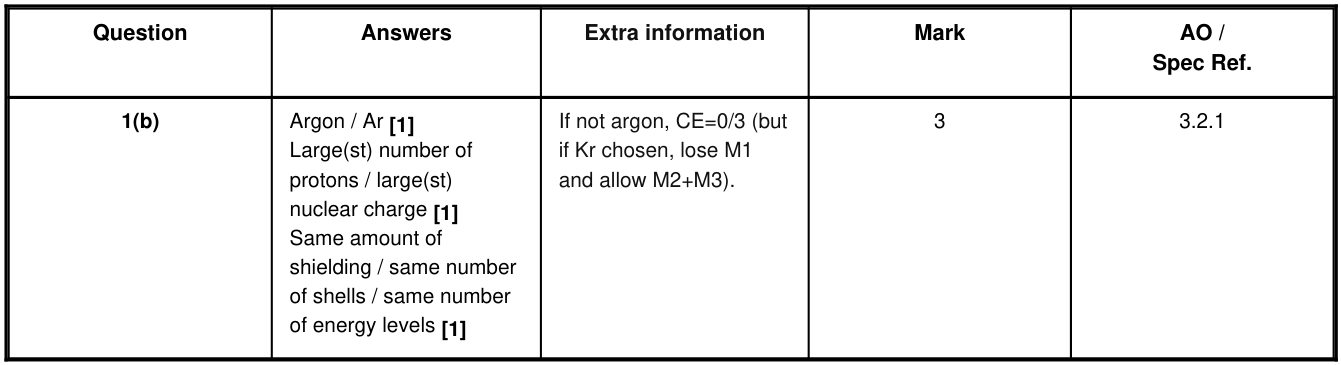 Question Answers Extra information Mark AO /
Spec Ref.
1(b) Argon / Ar [1] If not argon, CE=0/3 (but 3 3.2.1
Large(st) number of if Kr chosen, lose M1
protons / large(st) and allow M2+M3).
nuclear charge [1]
Same amount of
shielding / same number
of shells / same number
of energy levels [1]